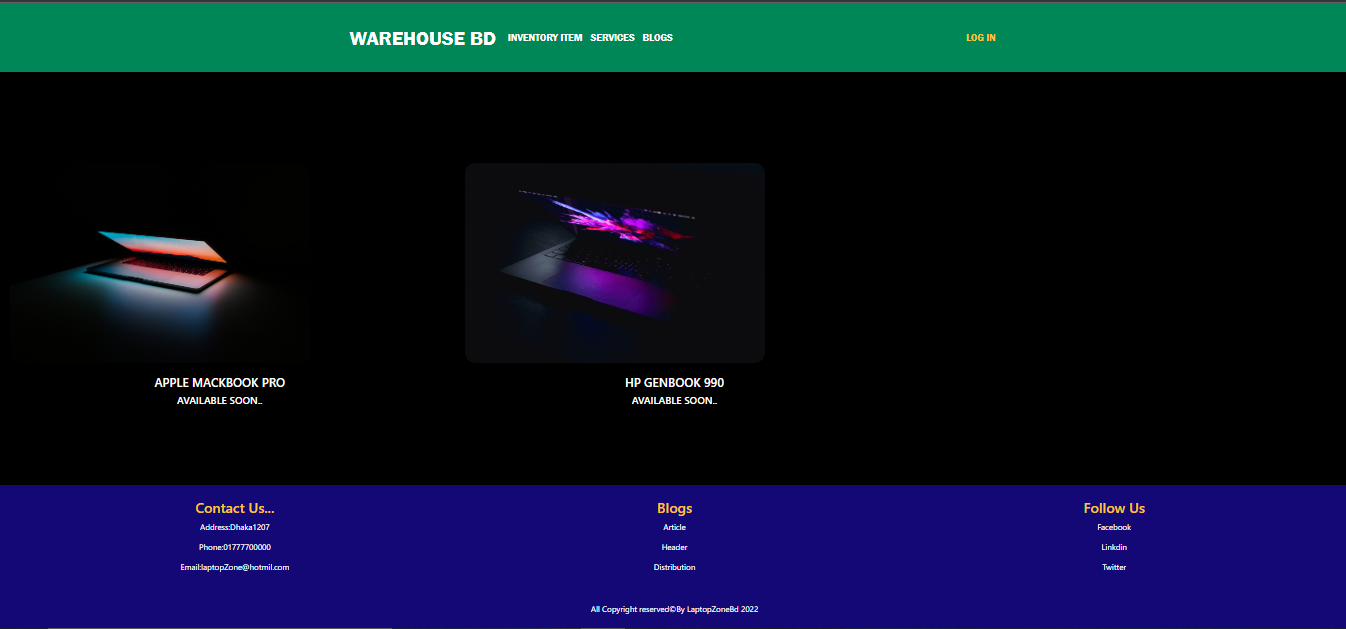 WAREHOUSE BD INVENTORY ITEM SERVICES BLOGS LOG IN
APPLE MACKBOOK PRO
AVAILABLE SOON..
HP GENBOOK 990
AVAILABLE SOON..
Contact Us...
Address:Dhaka1207
Phone:01777700000
Email:laptopZone@hotmil.com
Blogs
Article
Header
Distribution
Follow Us
Facebook
Linkdin
Twitter
All Copyright reserved©By LaptopZoneBd 2022